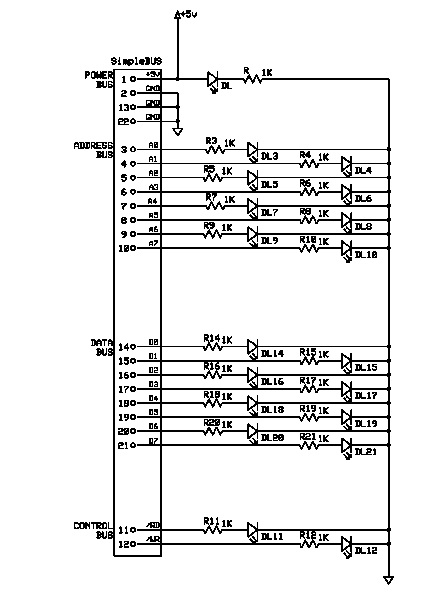 +5v
SimpleBUS
POWER BUS
1 +5V
DL R 1K
2 GND
13 GND
22 GND
ADDRESS BUS
3 A0 R3 1K DL3
4 A1 R4 1K DL4
5 A2 R5 1K DL5
6 A3 R6 1K DL6
7 A4 R7 1K DL7
8 A5 R8 1K DL8
9 A6 R9 1K DL9
10 A7 R10 1K DL10
DATA BUS
14 D0 R14 1K DL14
15 D1 R15 1K DL15
16 D2 R16 1K DL16
17 D3 R17 1K DL17
18 D4 R18 1K DL18
19 D5 R19 1K DL19
20 D6 R20 1K DL20
21 D7 R21 1K DL21
CONTROL BUS
11 /RD R11 1K DL11
12 /WR R12 1K DL12